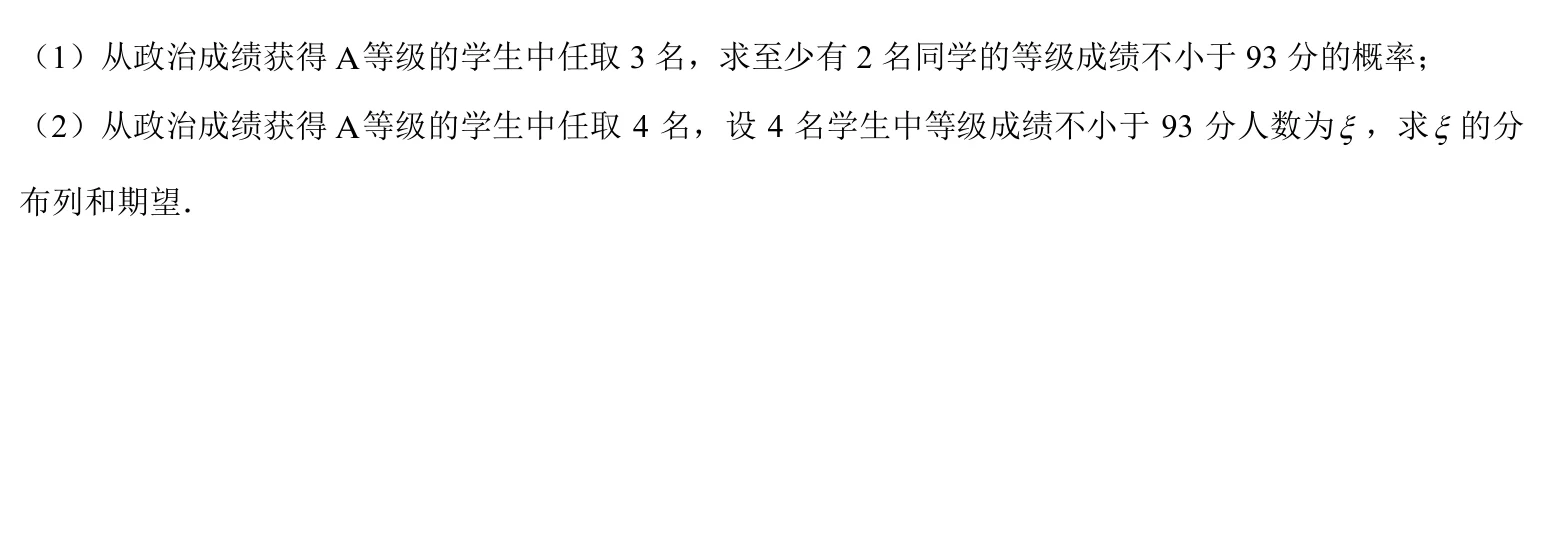 （1）从政治成绩获得 A等级的学生中任取 3 名，求至少有 2 名同学的等级成绩不小于 93 分的概率；
（2）从政治成绩获得 A等级的学生中任取 4 名，设 4 名学生中等级成绩不小于 93 分人数为ξ，求ξ的分
布列和期望．